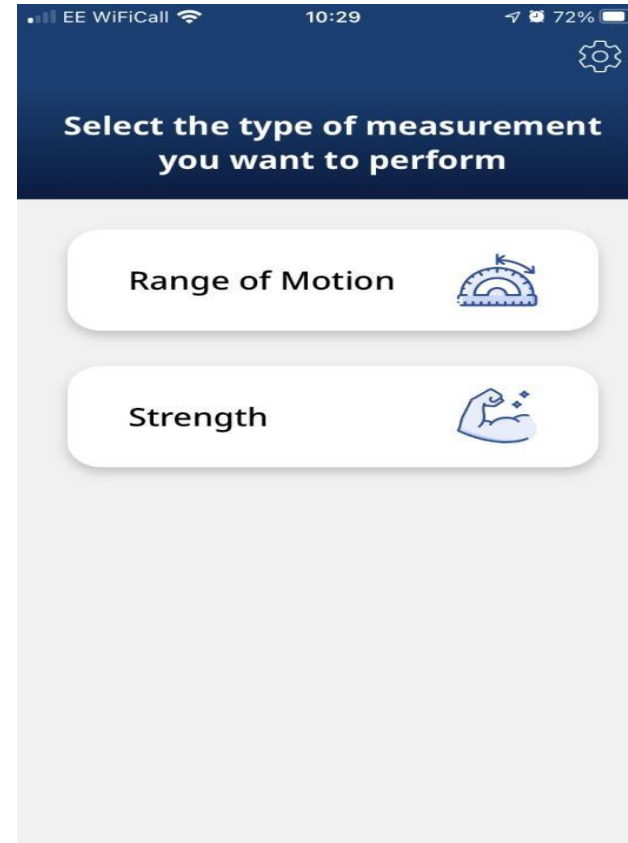 EE WiFiCall 10:29 72%
Select the type of measurement
you want to perform
Range of Motion
Strength